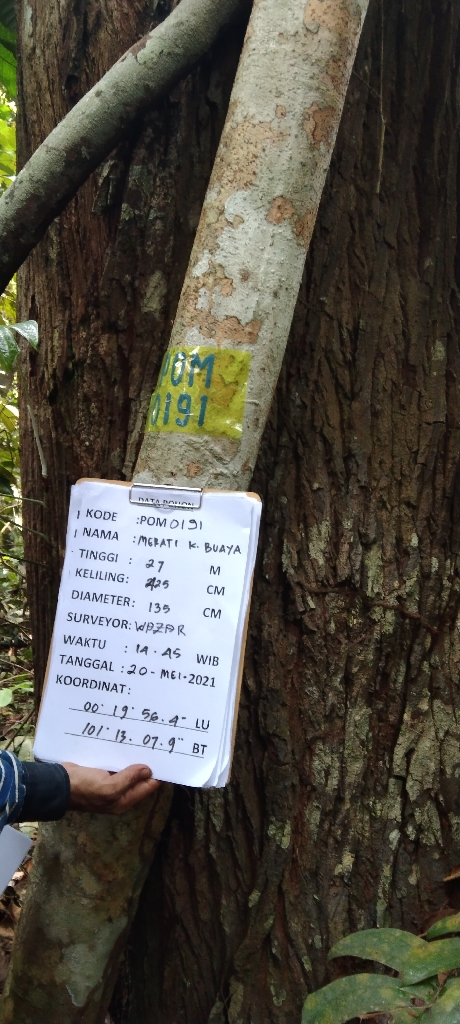 POM
0191
DATA POHON
KODE :POM 0191
NAMA :MERATI K. BUAYA
TINGGI : 27 M
KELILING: 425 CM
DIAMETER: 135 CM
SURVEYOR:
WAKTU : 14.45 WIB
TANGGAL : 20-MEI-2021
KOORDINAT:
00° 19' 56.4" LU
101° 13. 07.9" BT